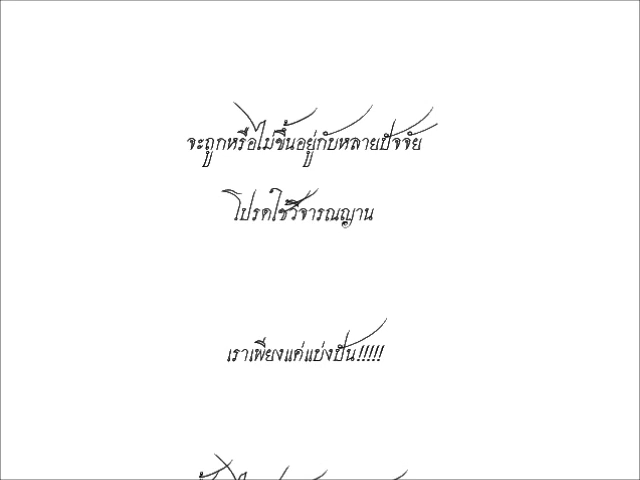 จะถูกหรือไม่ขึ้นอยู่กับหลายปัจจัย
โปรดใช้วิจารณญาน
เราเพียงแค่แบ่งปัน!!!!!